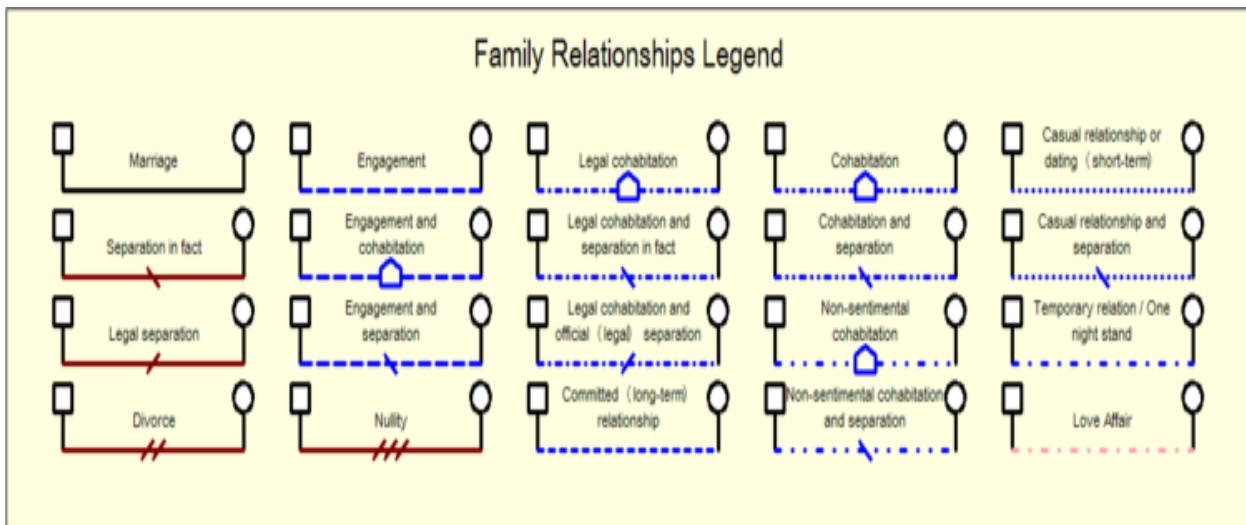 Family Relationships Legend
Marriage
Engagement
Legal cohabitation
Cohabitation
Casual relationship or
dating (short-term)
Separation in fact
Engagement and
cohabitation
Legal cohabitation and
separation in fact
Cohabitation and
separation
Casual relationship and
separation
Legal separation
Engagement and
separation
Legal cohabitation and
official (legal) separation
Non-sentimental
cohabitation
Temporary relation / One
night stand
Divorce
Nullity
Committed (long-term)
relationship
Non-sentimental cohabitation
and separation
Love Affair